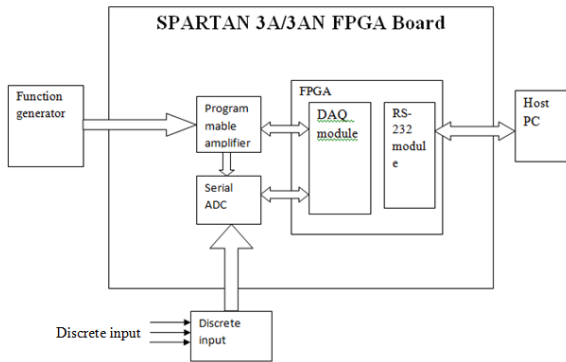 SPARTAN 3A/3AN FPGA Board
Function
generator
Program
mable
amplifier
Serial
ADC
FPGA
DAQ
module
RS-
232
modul
e
Host
PC
Discrete input
Discrete
input